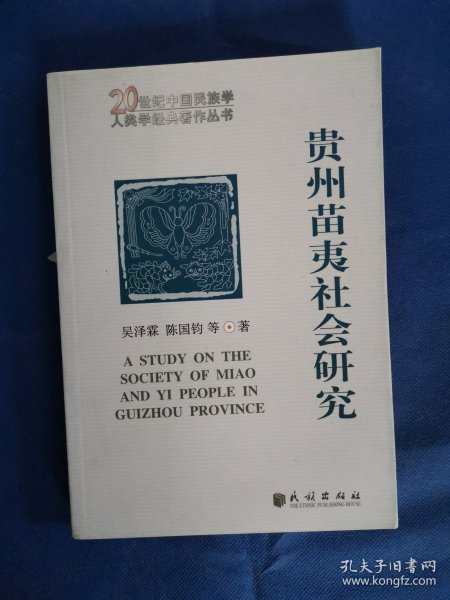 20世纪中国民族学
人类学经典著作丛书
贵州苗夷社会研究
吴泽霖 陈国钧 等 著
A STUDY ON THE
SOCIETY OF MIAO
AND YI PEOPLE IN
GUIZHOU PROVINCE
民族出版社
THE ETHNIC PUBLISHING HOUSE
孔夫子旧书网
www.kongfz.com